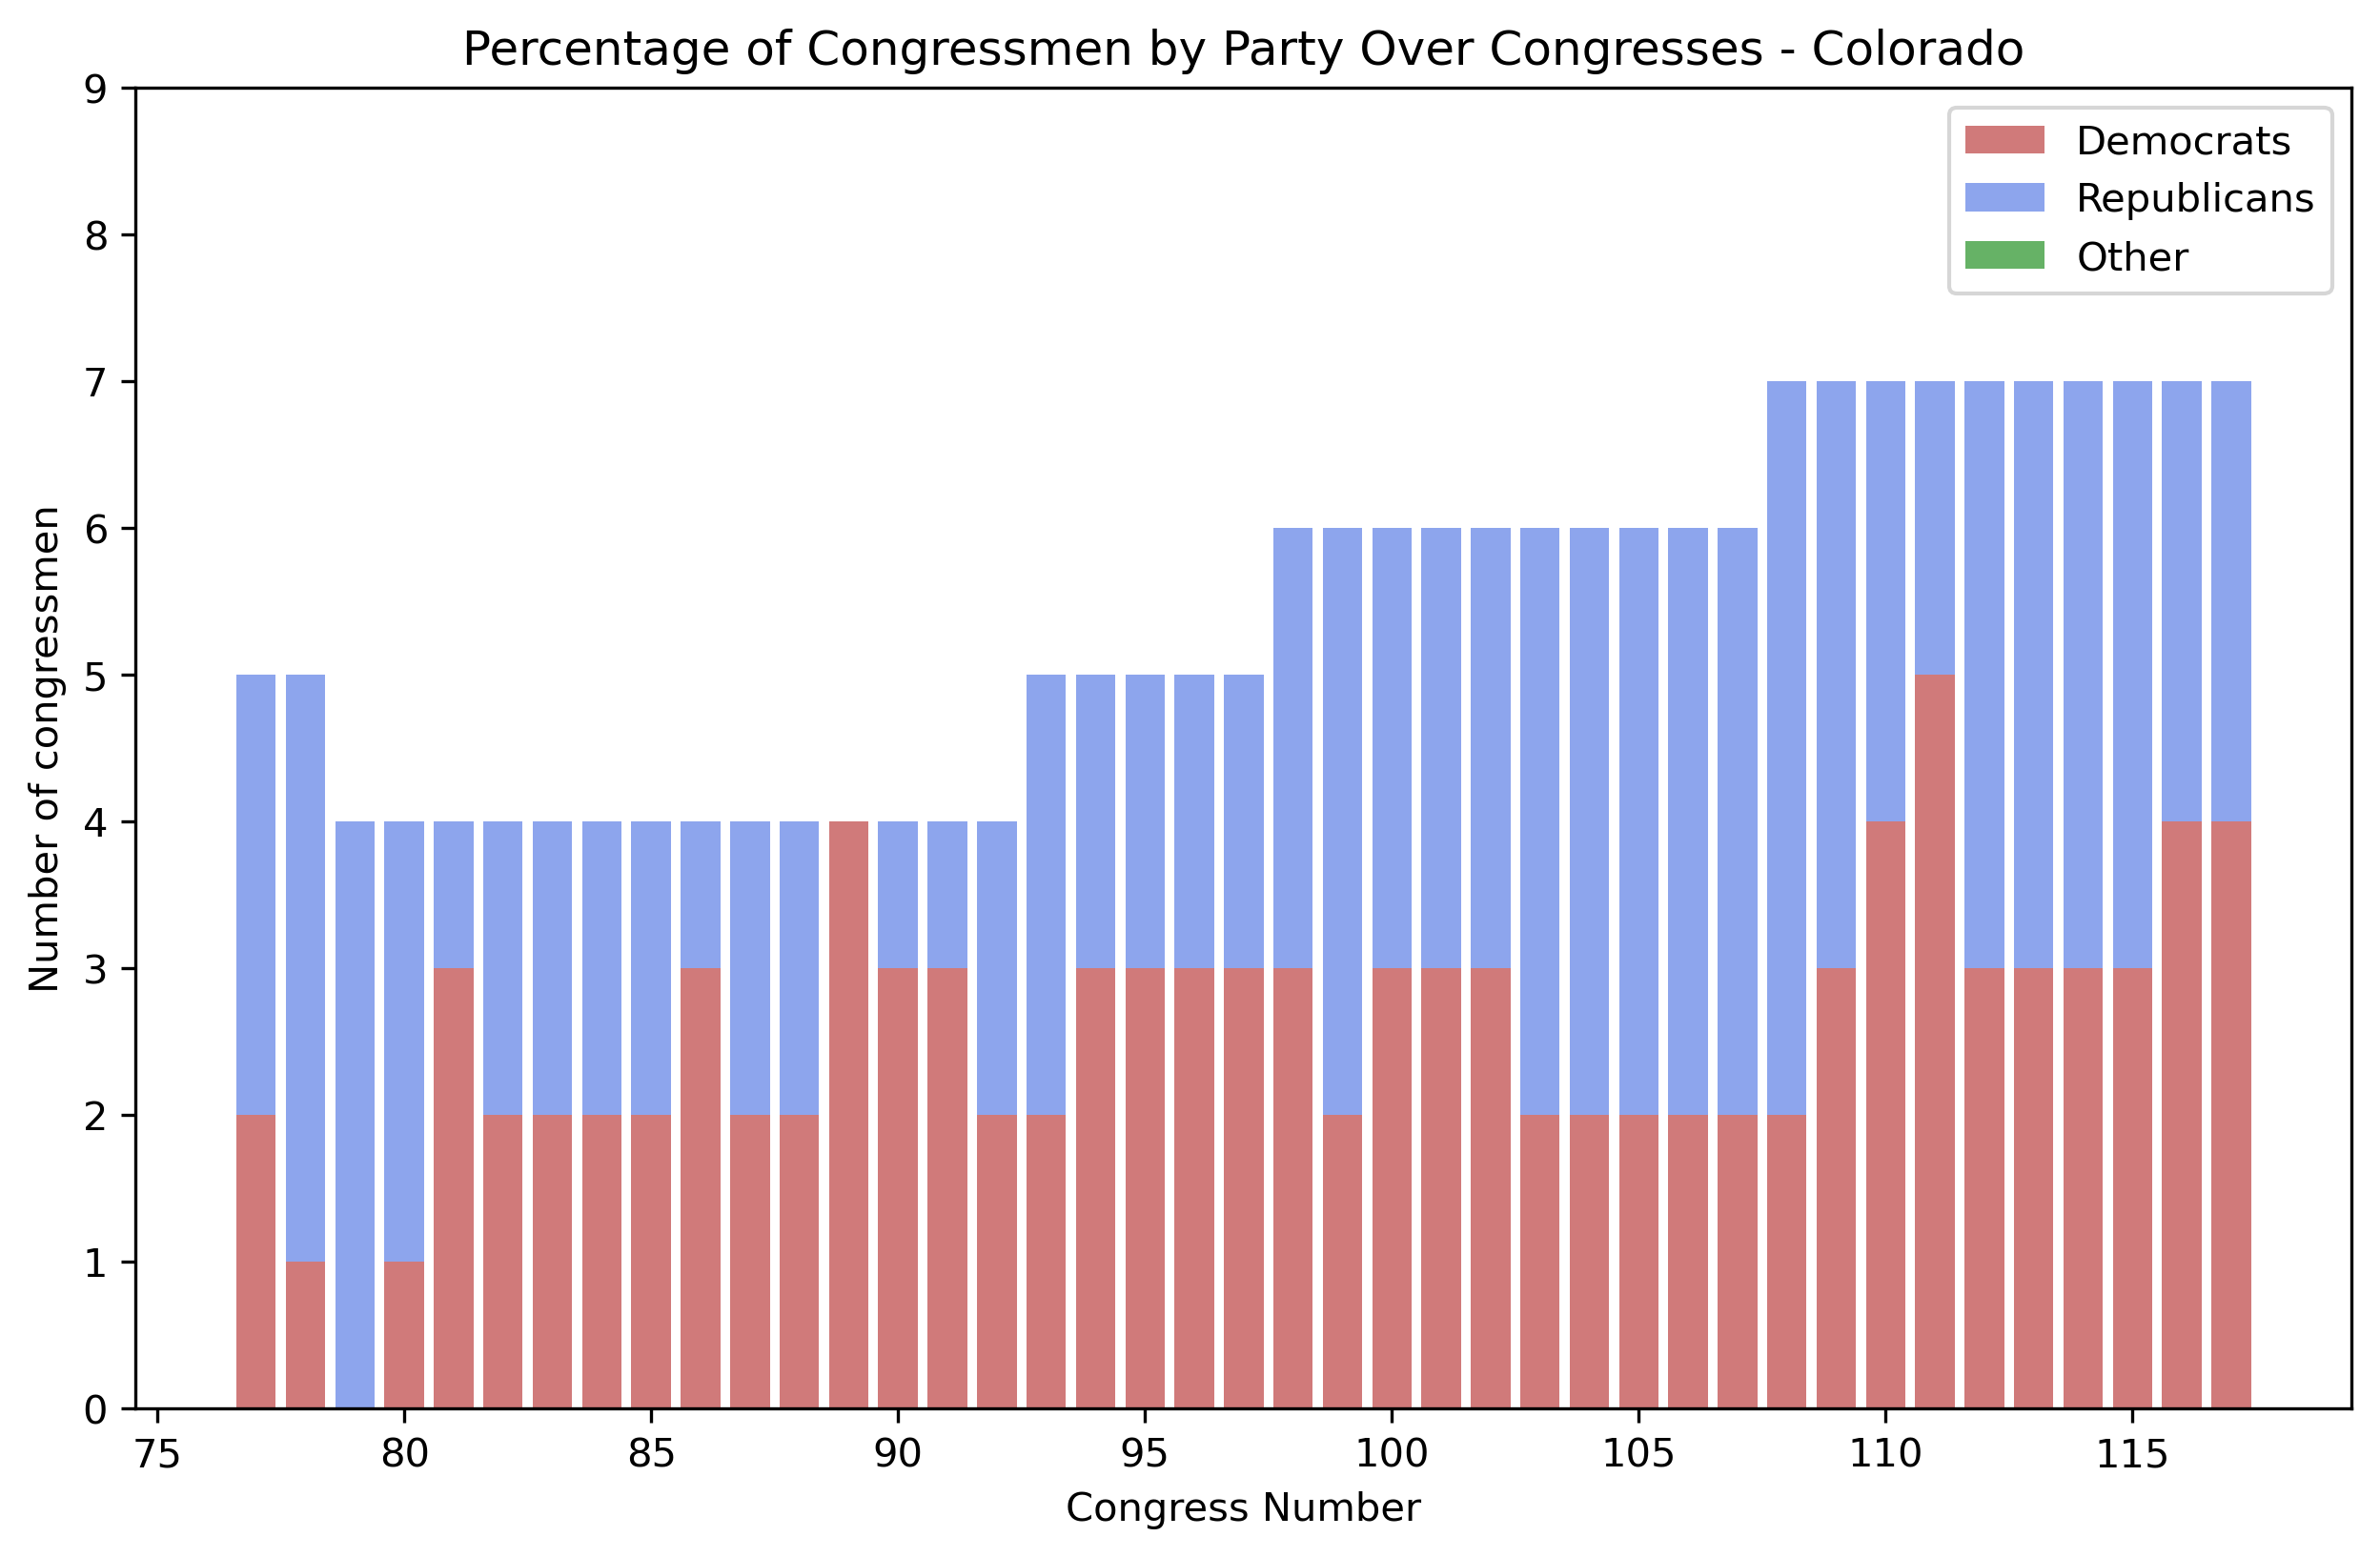 Percentage of Congressmen by Party Over Congresses - Colorado
9
8
7
6
5
4
3
2
1
0
Number of congressmen
Democrats
Republicans
Other
75 80 85 90 95 100 105 110 115
Congress Number